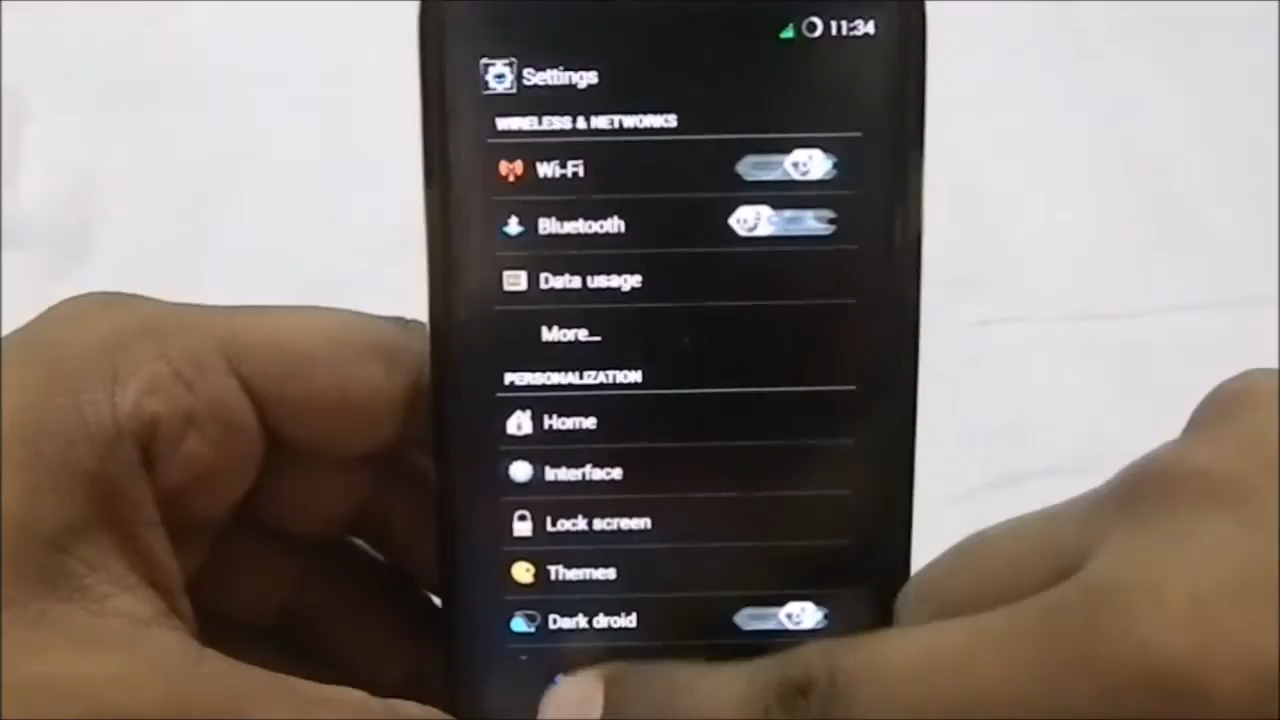 11:34
Settings
WIRELESS & NETWORKS
Wi-Fi
Bluetooth
Data usage
More...
PERSONALIZATION
Home
Interface
Lock screen
Themes
Dark droid